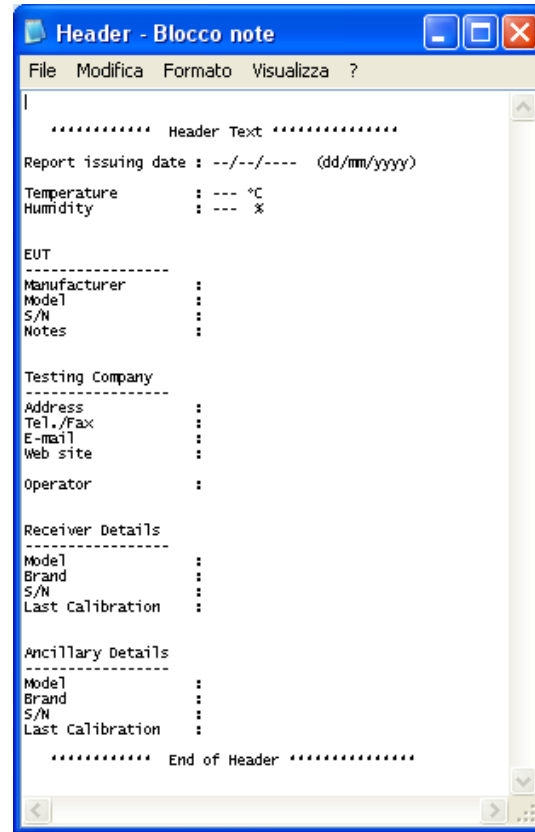 Header - Blocco note
File Modifica Formato Visualizza ?
'''''''''''' Header Text '''''''''''''''
Report issuing date : --/--/---- (dd/mm/yyyy)
Temperature : --- °C
Humidity : --- %
EUT
-----------------
Manufacturer :
Model :
S/N :
Notes :
Testing Company
-----------------
Address :
Tel./Fax :
E-mail :
Web site :
Operator :
Receiver Details
-----------------
Model :
Brand :
S/N :
Last Calibration :
Ancillary Details
-----------------
Model :
Brand :
S/N :
Last Calibration :
'''''''''''' End of Header '''''''''''''''